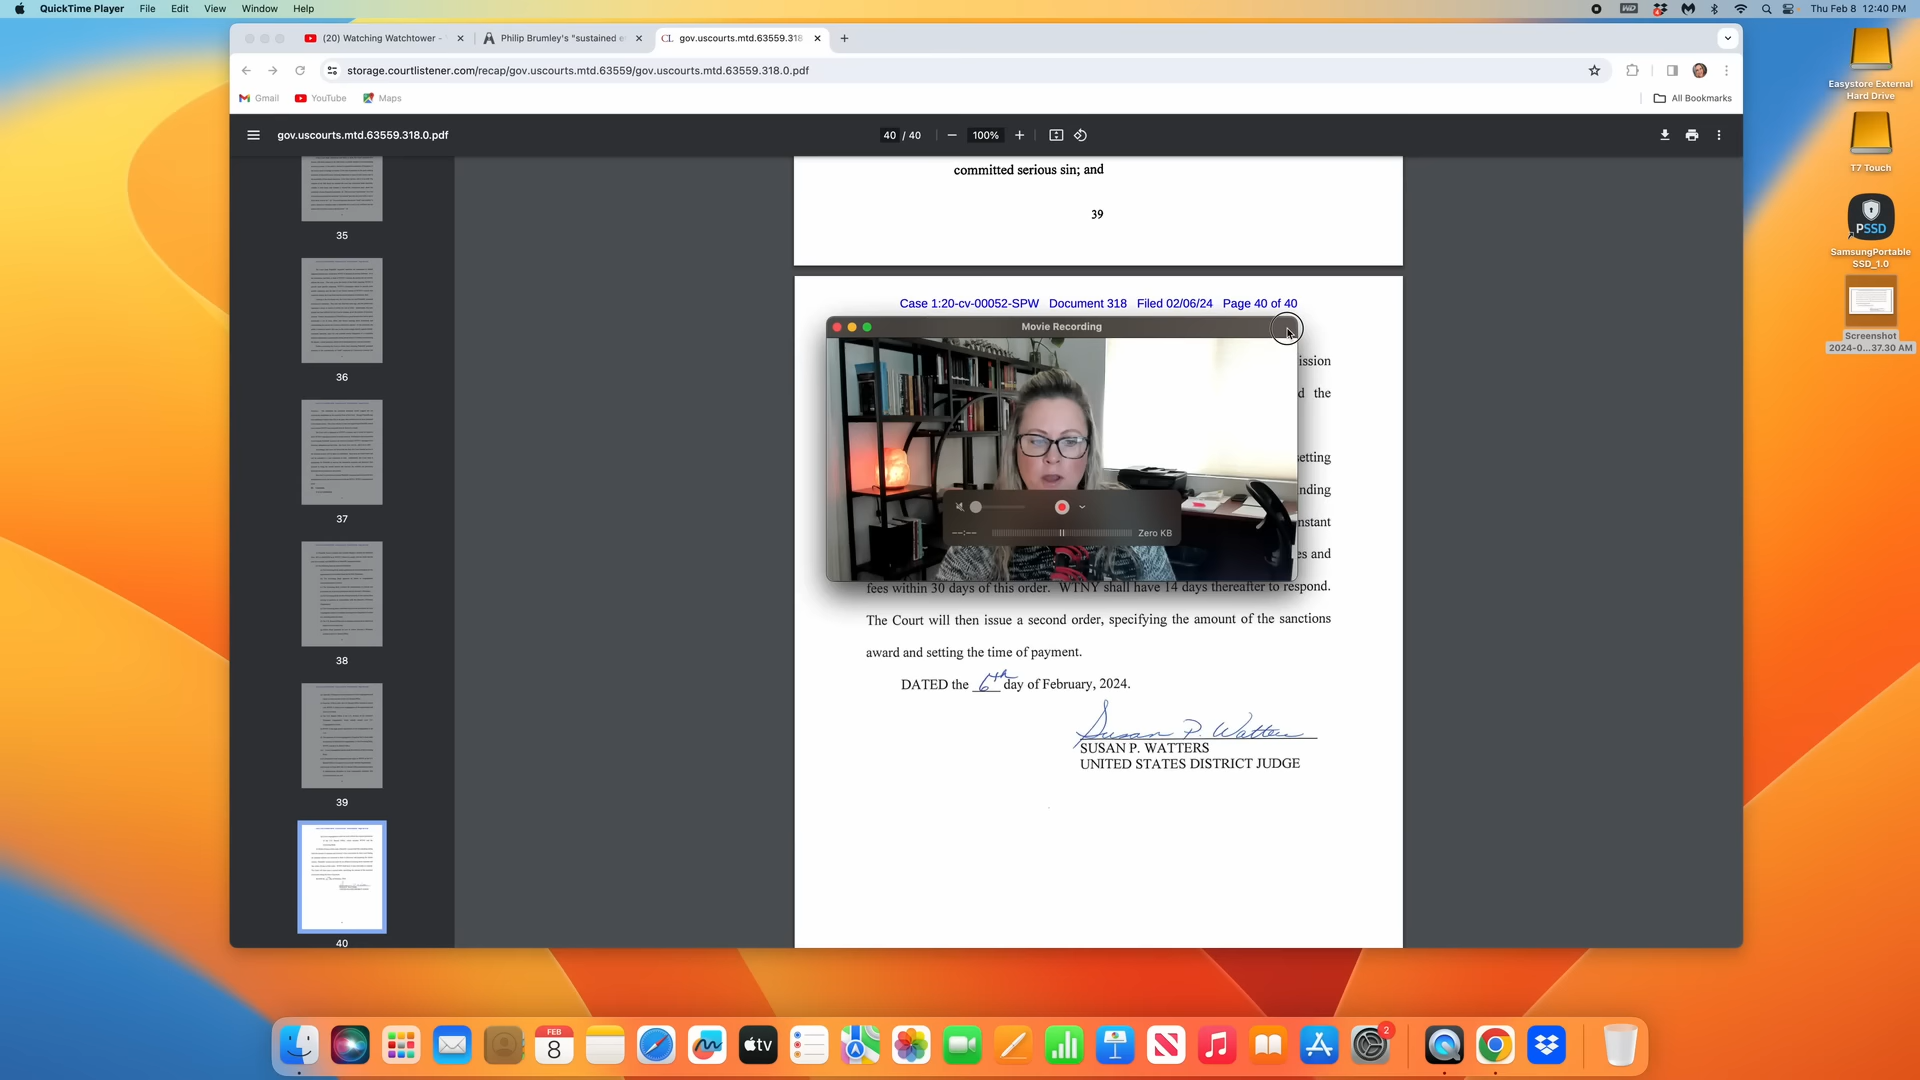 QuickTime Player File Edit View Window Help Thu Feb 8 12:40 PM
(20) Watching Watchtower - Philip Brumley's "sustained e CL gov.uscourts.mtd.63559.318
storage.courtlistener.com/recap/gov.uscourts.mtd.63559/gov.uscourts.mtd.63559.318.0.pdf
Gmail YouTube Maps All Bookmarks
gov.uscourts.mtd.63559.318.0.pdf 40 / 40 100%
35
36
37
38
39
40
committed serious sin; and
39
Case 1:20-cv-00052-SPW Document 318 Filed 02/06/24 Page 40 of 40
Movie Recording
ission
d the
etting
nding
nstant
es and
--:-- Zero KB
fees within 30 days of this order. WTNY shall have 14 days thereafter to respond.
The Court will then issue a second order, specifying the amount of the sanctions
award and setting the time of payment.
DATED the 6th day of February, 2024.
Susan P. Watters
SUSAN P. WATTERS
UNITED STATES DISTRICT JUDGE
Easystore External
Hard Drive
T7 Touch
PSSD
SamsungPortable
SSD_1.0
Screenshot
2024-0...37.30 AM
FEB
8
tv
2